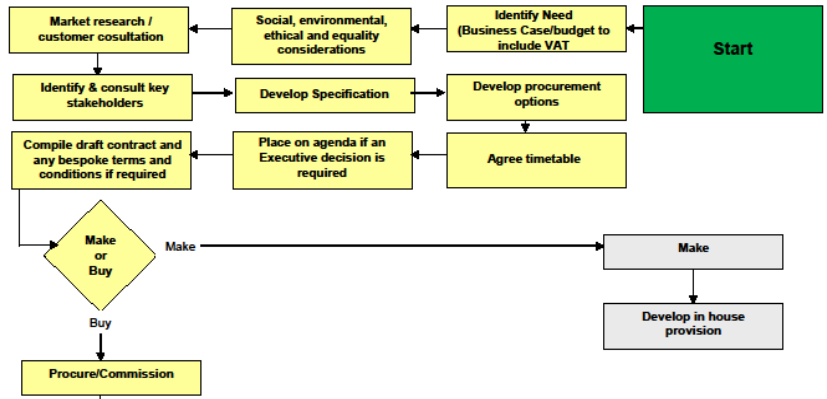 Start
Identify Need
(Business Case/budget to
include VAT
Social, environmental,
ethical and equality
considerations
Market research /
customer cosultation
Identify & consult key
stakeholders
Develop Specification
Develop procurement
options
Agree timetable
Place on agenda if an
Executive decision is
required
Compile draft contract and
any bespoke terms and
conditions if required
Make
or
Buy
Make
Make
Develop in house
provision
Buy
Procure/Commission